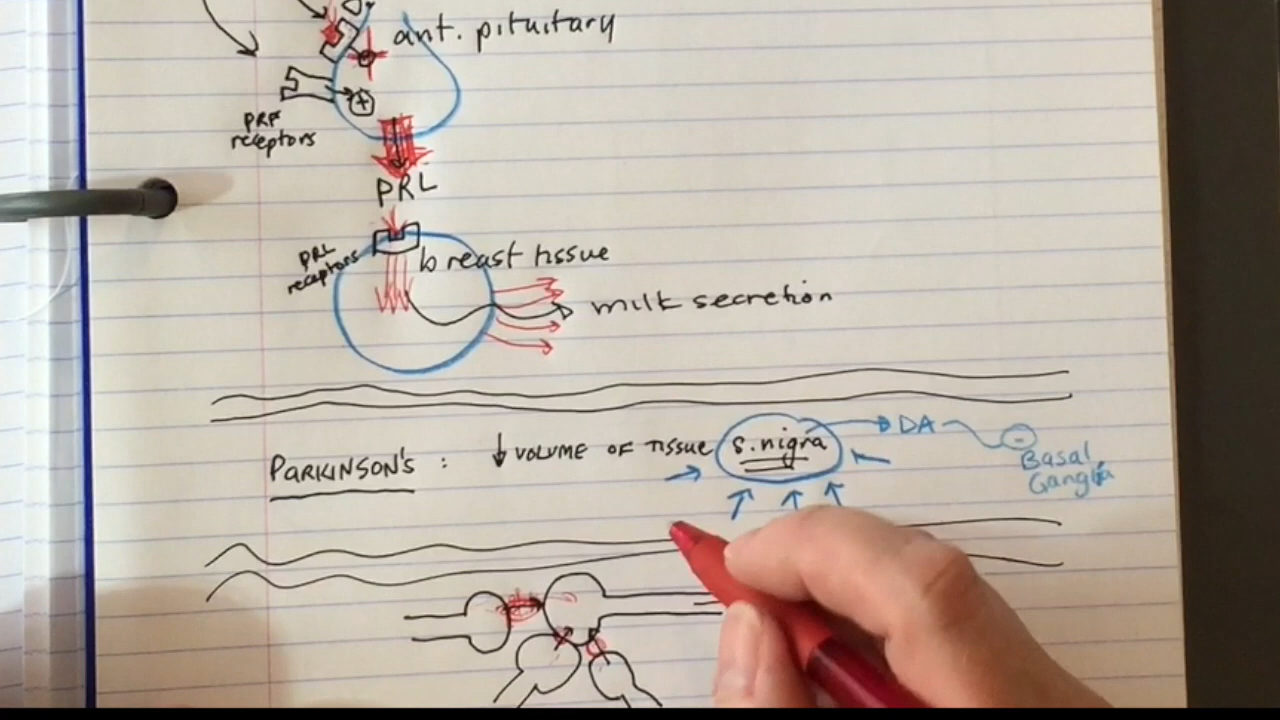 ant. pituitary
+
PRF
receptors
PRL
PRL
receptors
breast tissue
milk secretion
PARKINSON'S : ↓ VOLUME OF TISSUE s.nigra → DA
Basal
Ganglia